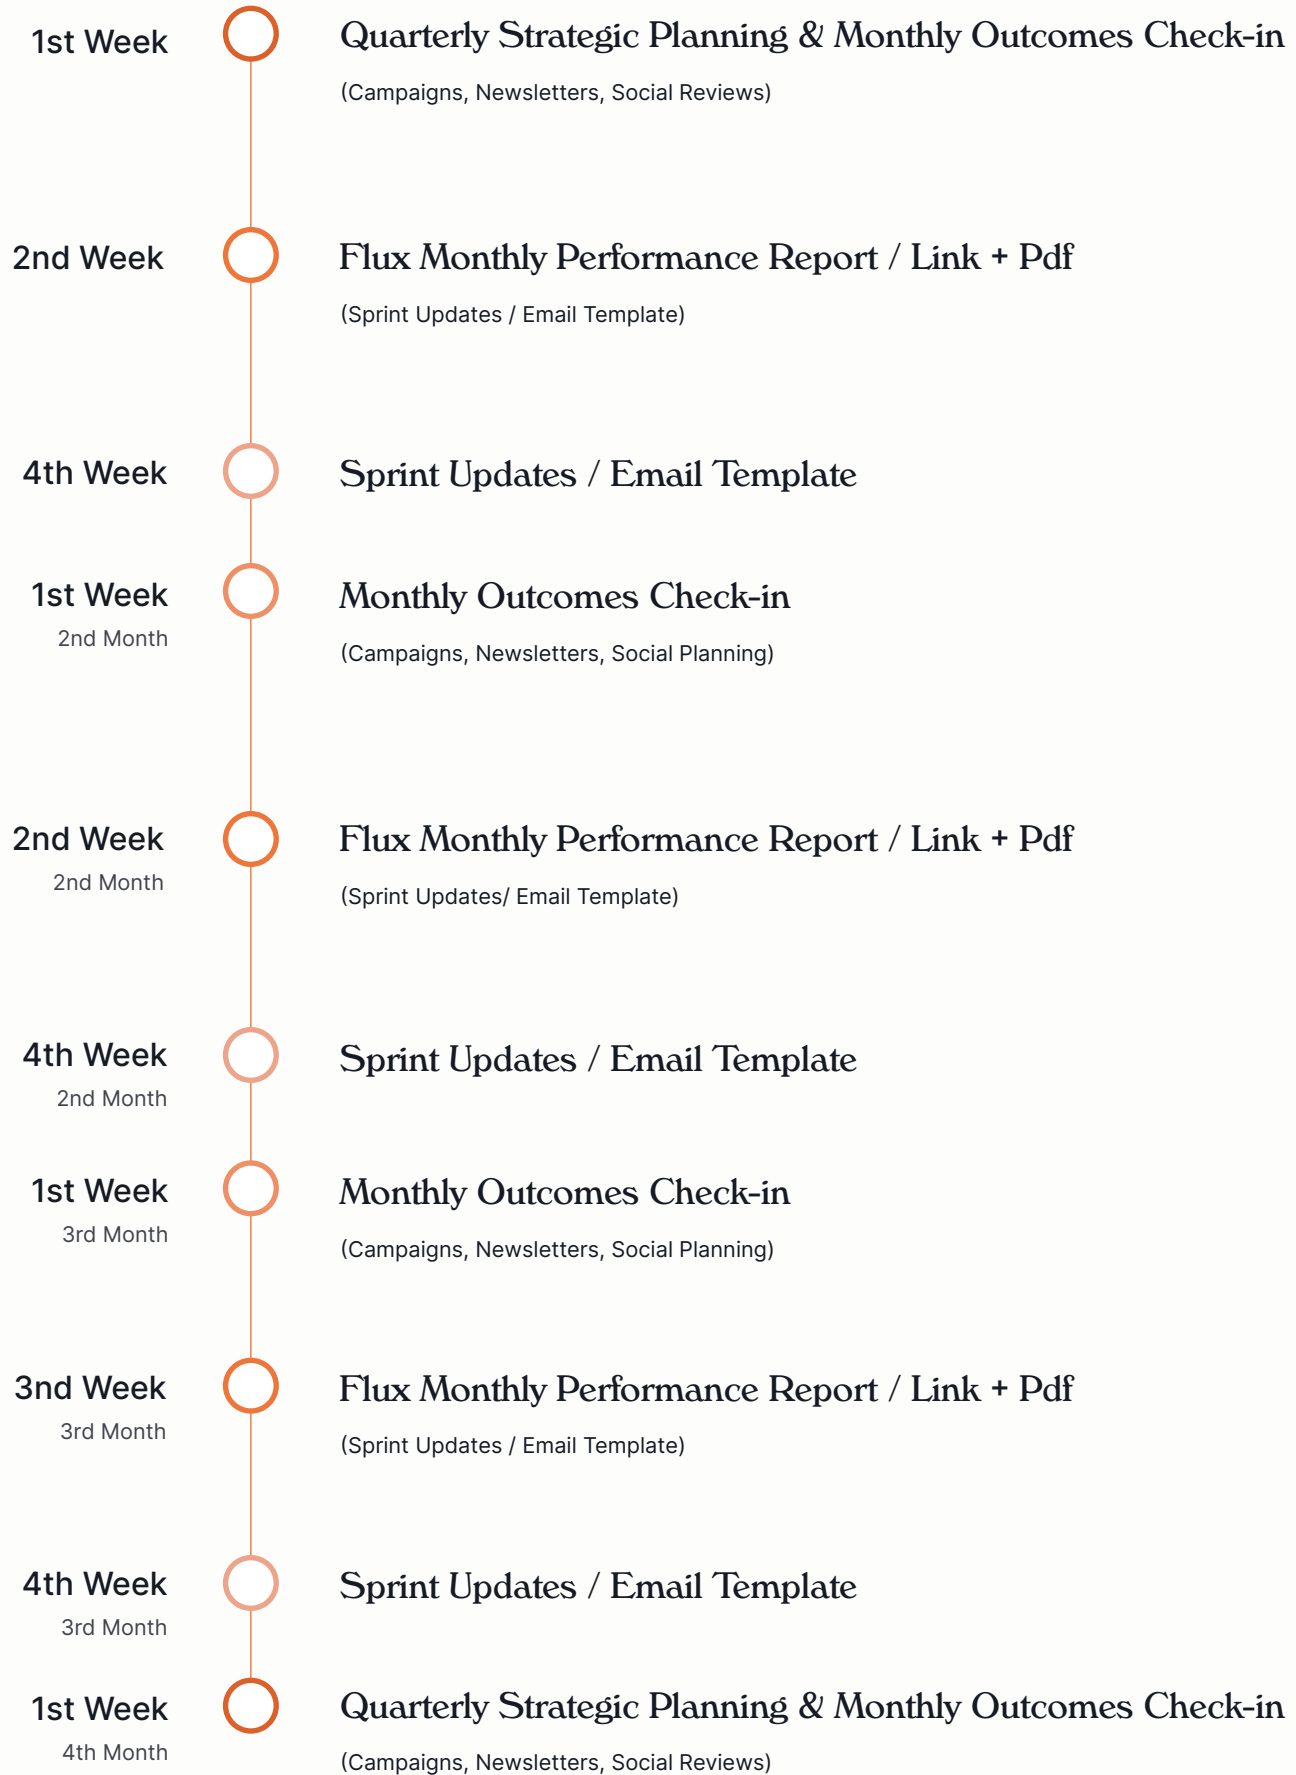 1st Week
Quarterly Strategic Planning & Monthly Outcomes Check-in
(Campaigns, Newsletters, Social Reviews)
2nd Week
Flux Monthly Performance Report / Link + Pdf
(Sprint Updates / Email Template)
4th Week
Sprint Updates / Email Template
1st Week
2nd Month
Monthly Outcomes Check-in
(Campaigns, Newsletters, Social Planning)
2nd Week
2nd Month
Flux Monthly Performance Report / Link + Pdf
(Sprint Updates/ Email Template)
4th Week
2nd Month
Sprint Updates / Email Template
1st Week
3rd Month
Monthly Outcomes Check-in
(Campaigns, Newsletters, Social Planning)
3nd Week
3rd Month
Flux Monthly Performance Report / Link + Pdf
(Sprint Updates / Email Template)
4th Week
3rd Month
Sprint Updates / Email Template
1st Week
4th Month
Quarterly Strategic Planning & Monthly Outcomes Check-in
(Campaigns, Newsletters, Social Reviews)